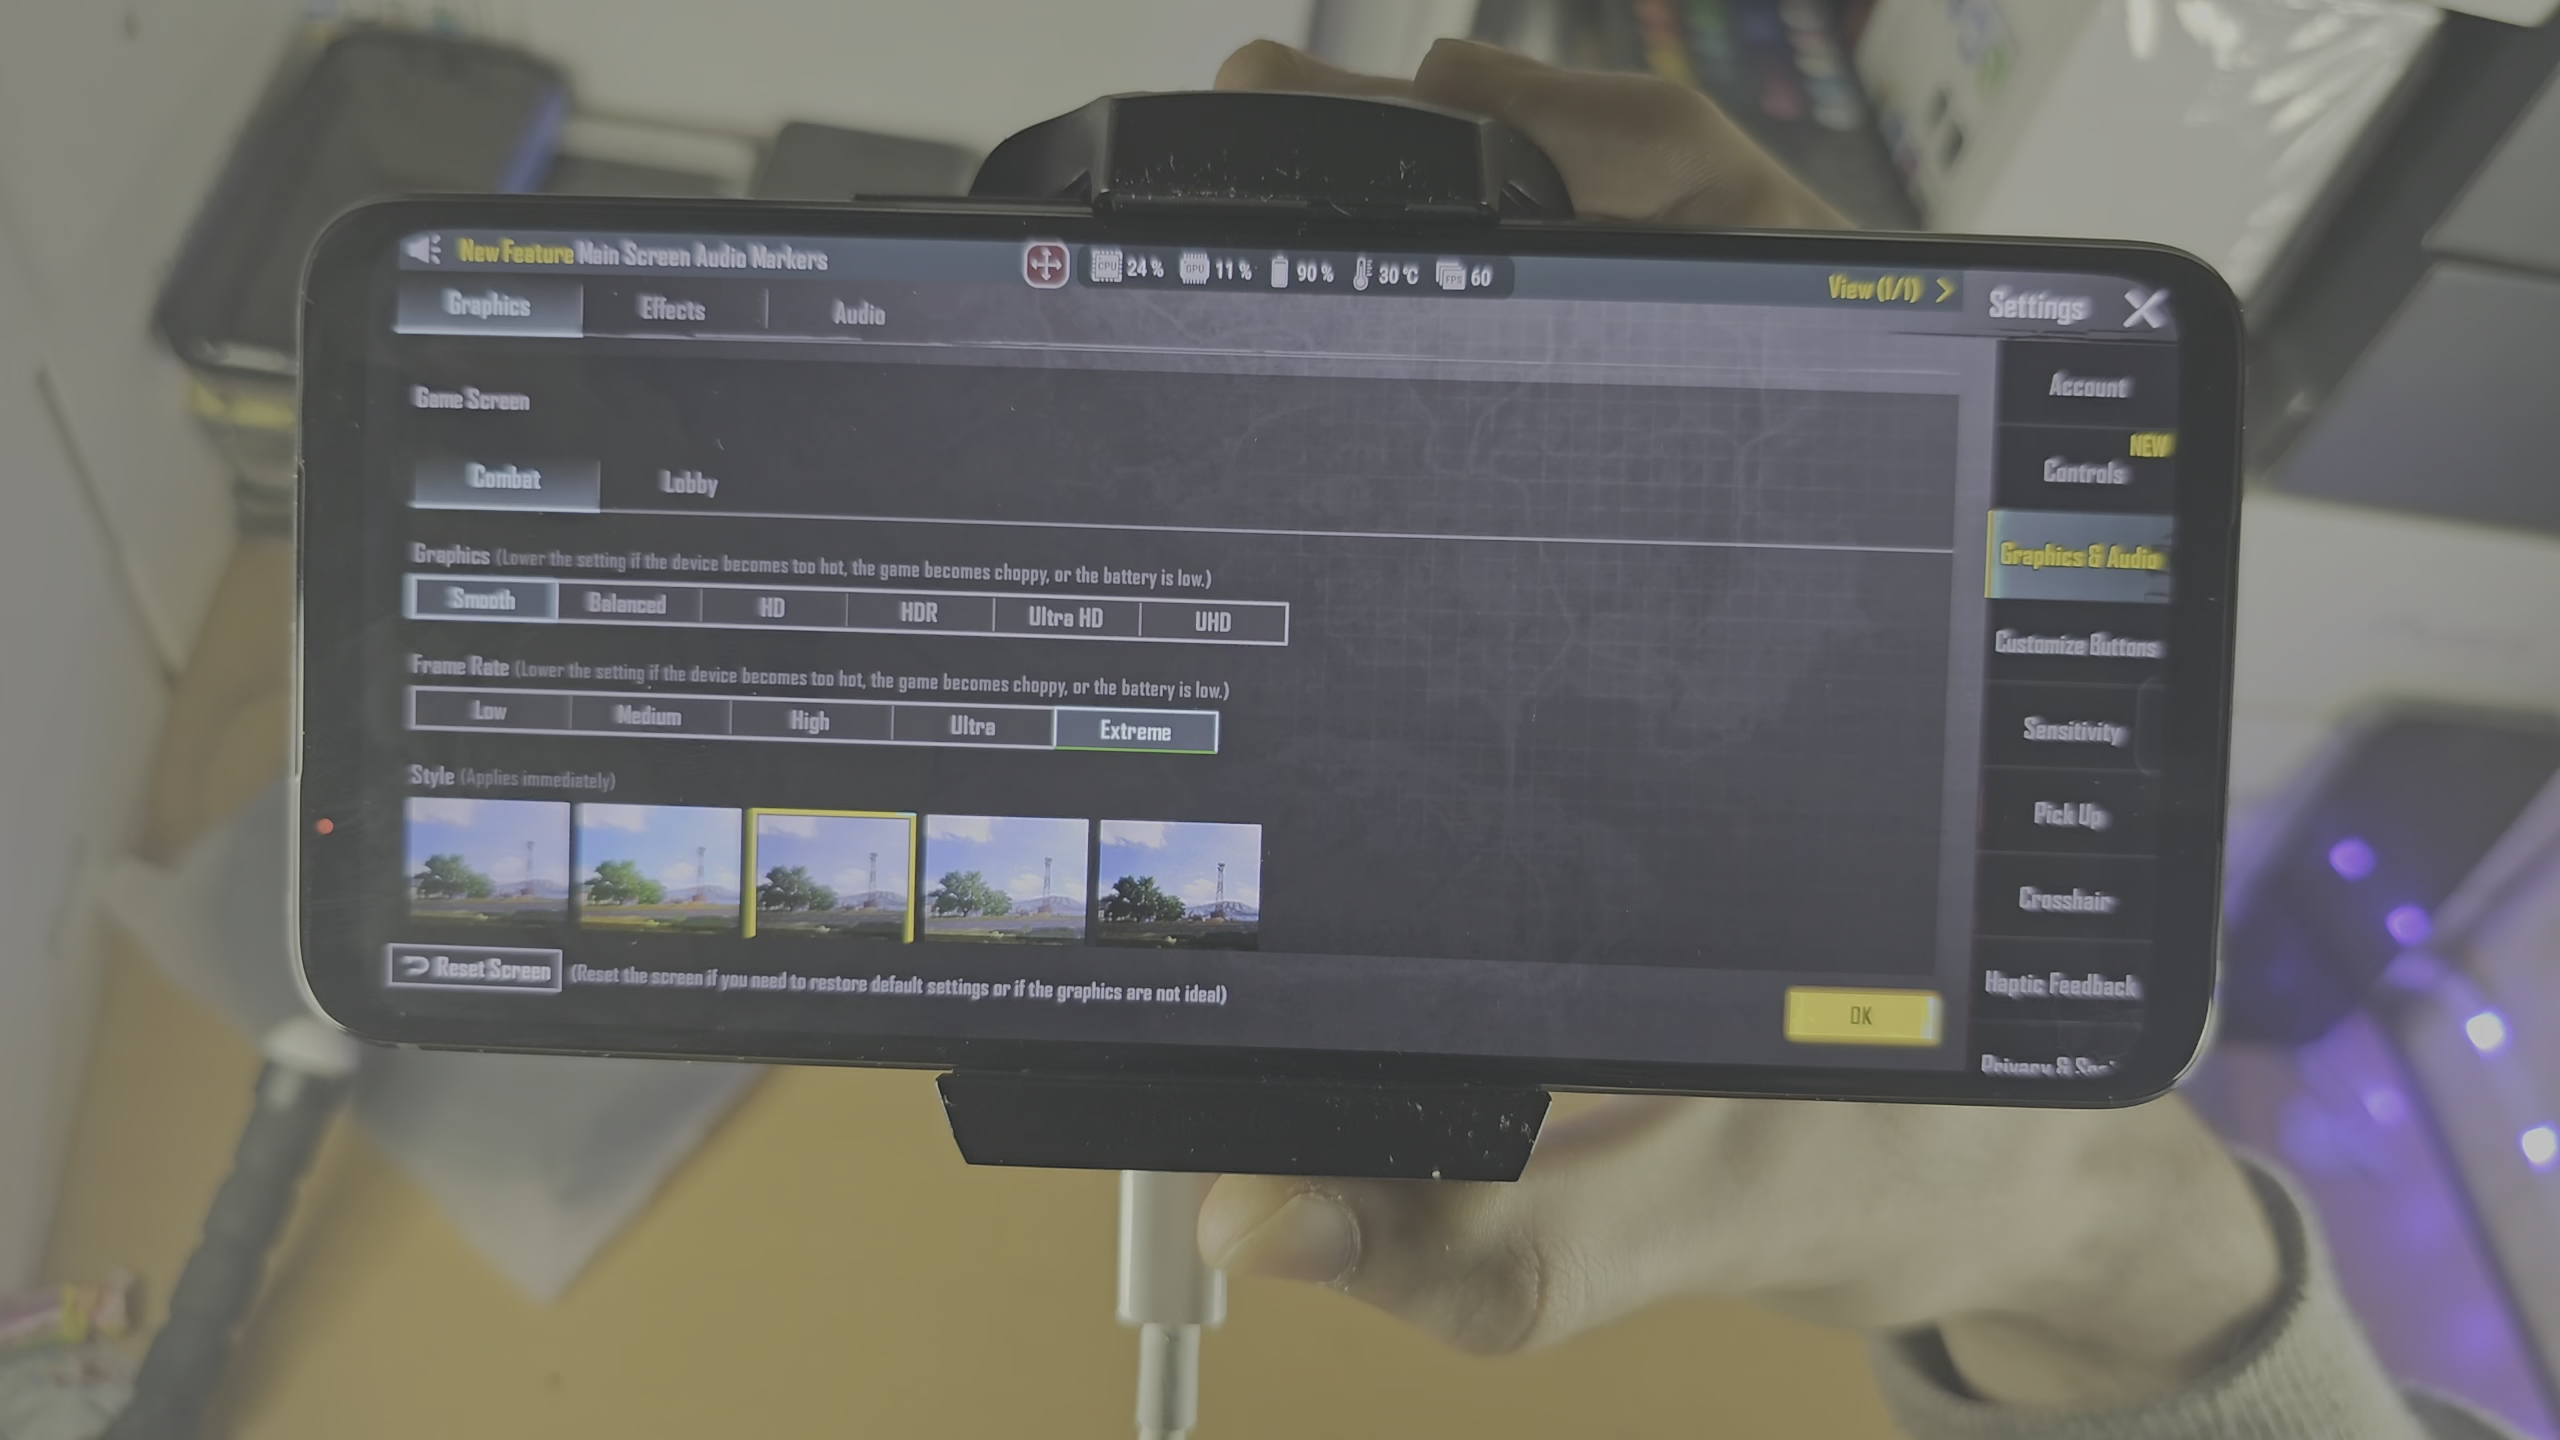 New Feature Main Screen Audio Markers
CPU 24 % GPU 11 % 90 % 30 °C FPS 60
View (1/1) >
Settings
Graphics Effects Audio
Account
Game Screen
NEW
Controls
Combat Lobby
Graphics & Audio
Graphics (Lower the setting if the device becomes too hot, the game becomes choppy, or the battery is low.)
Smooth Balanced HD HDR Ultra HD UHD
Customize Buttons
Frame Rate (Lower the setting if the device becomes too hot, the game becomes choppy, or the battery is low.)
Low Medium High Ultra Extreme
Sensitivity
Style (Applies immediately)
Pick Up
Crosshair
Reset Screen (Reset the screen if you need to restore default settings or if the graphics are not ideal)
Haptic Feedback
OK
Privacy &